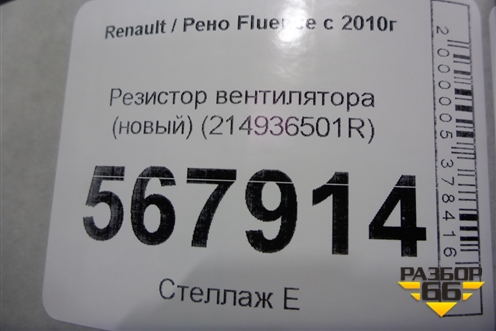 Renault / Рено Fluence с 2010г
Резистор вентилятора
(новый) (214936501R)
567914
Стеллаж Е
2000005378416
РАЗБОР
66